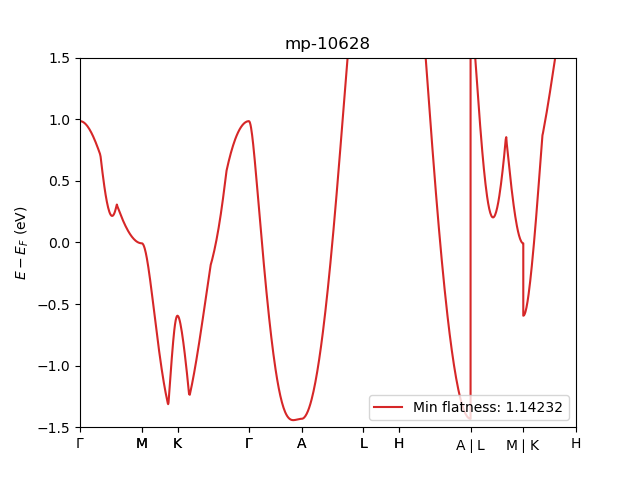 mp-10628
1.5
1.0
0.5
0.0
−0.5
−1.0
−1.5
E − E_F (eV)
Min flatness: 1.14232
Γ M K Γ A L H A | L M | K H